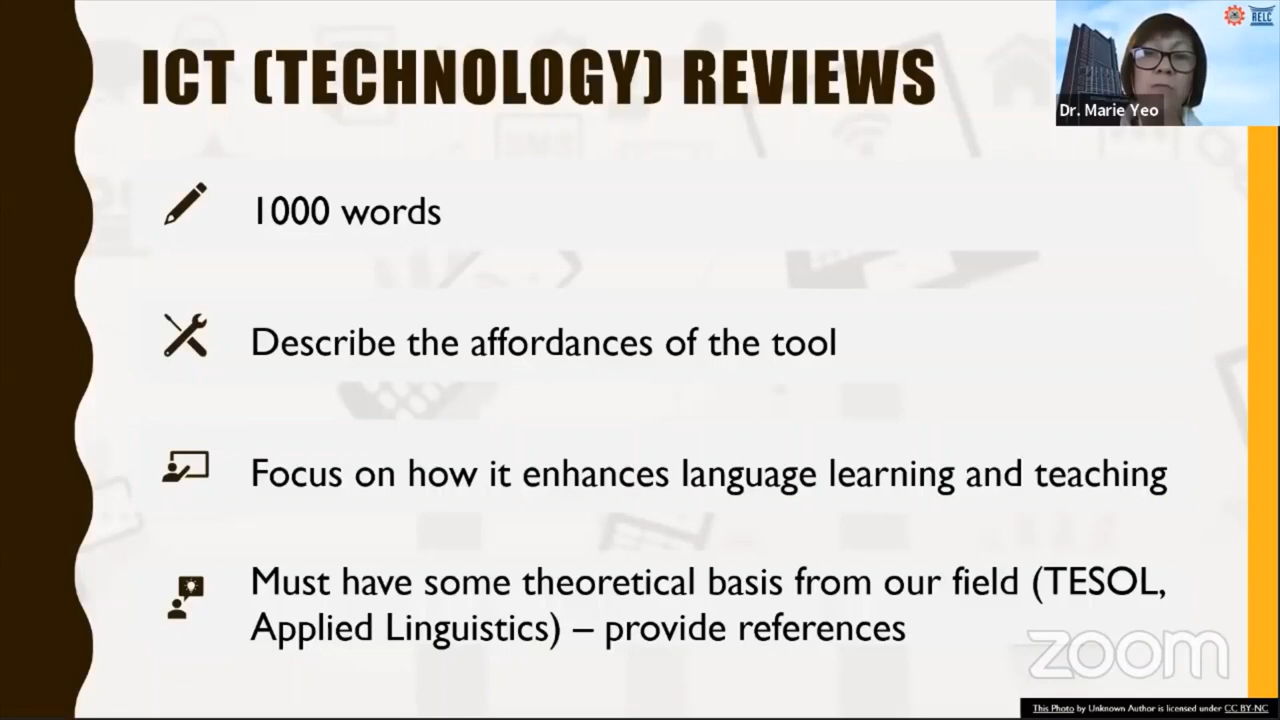 ICT (TECHNOLOGY) REVIEWS
RELC
Dr. Marie Yeo
1000 words
Describe the affordances of the tool
Focus on how it enhances language learning and teaching
Must have some theoretical basis from our field (TESOL,
Applied Linguistics) – provide references
zoom
This Photo by Unknown Author is licensed under CC BY-NC